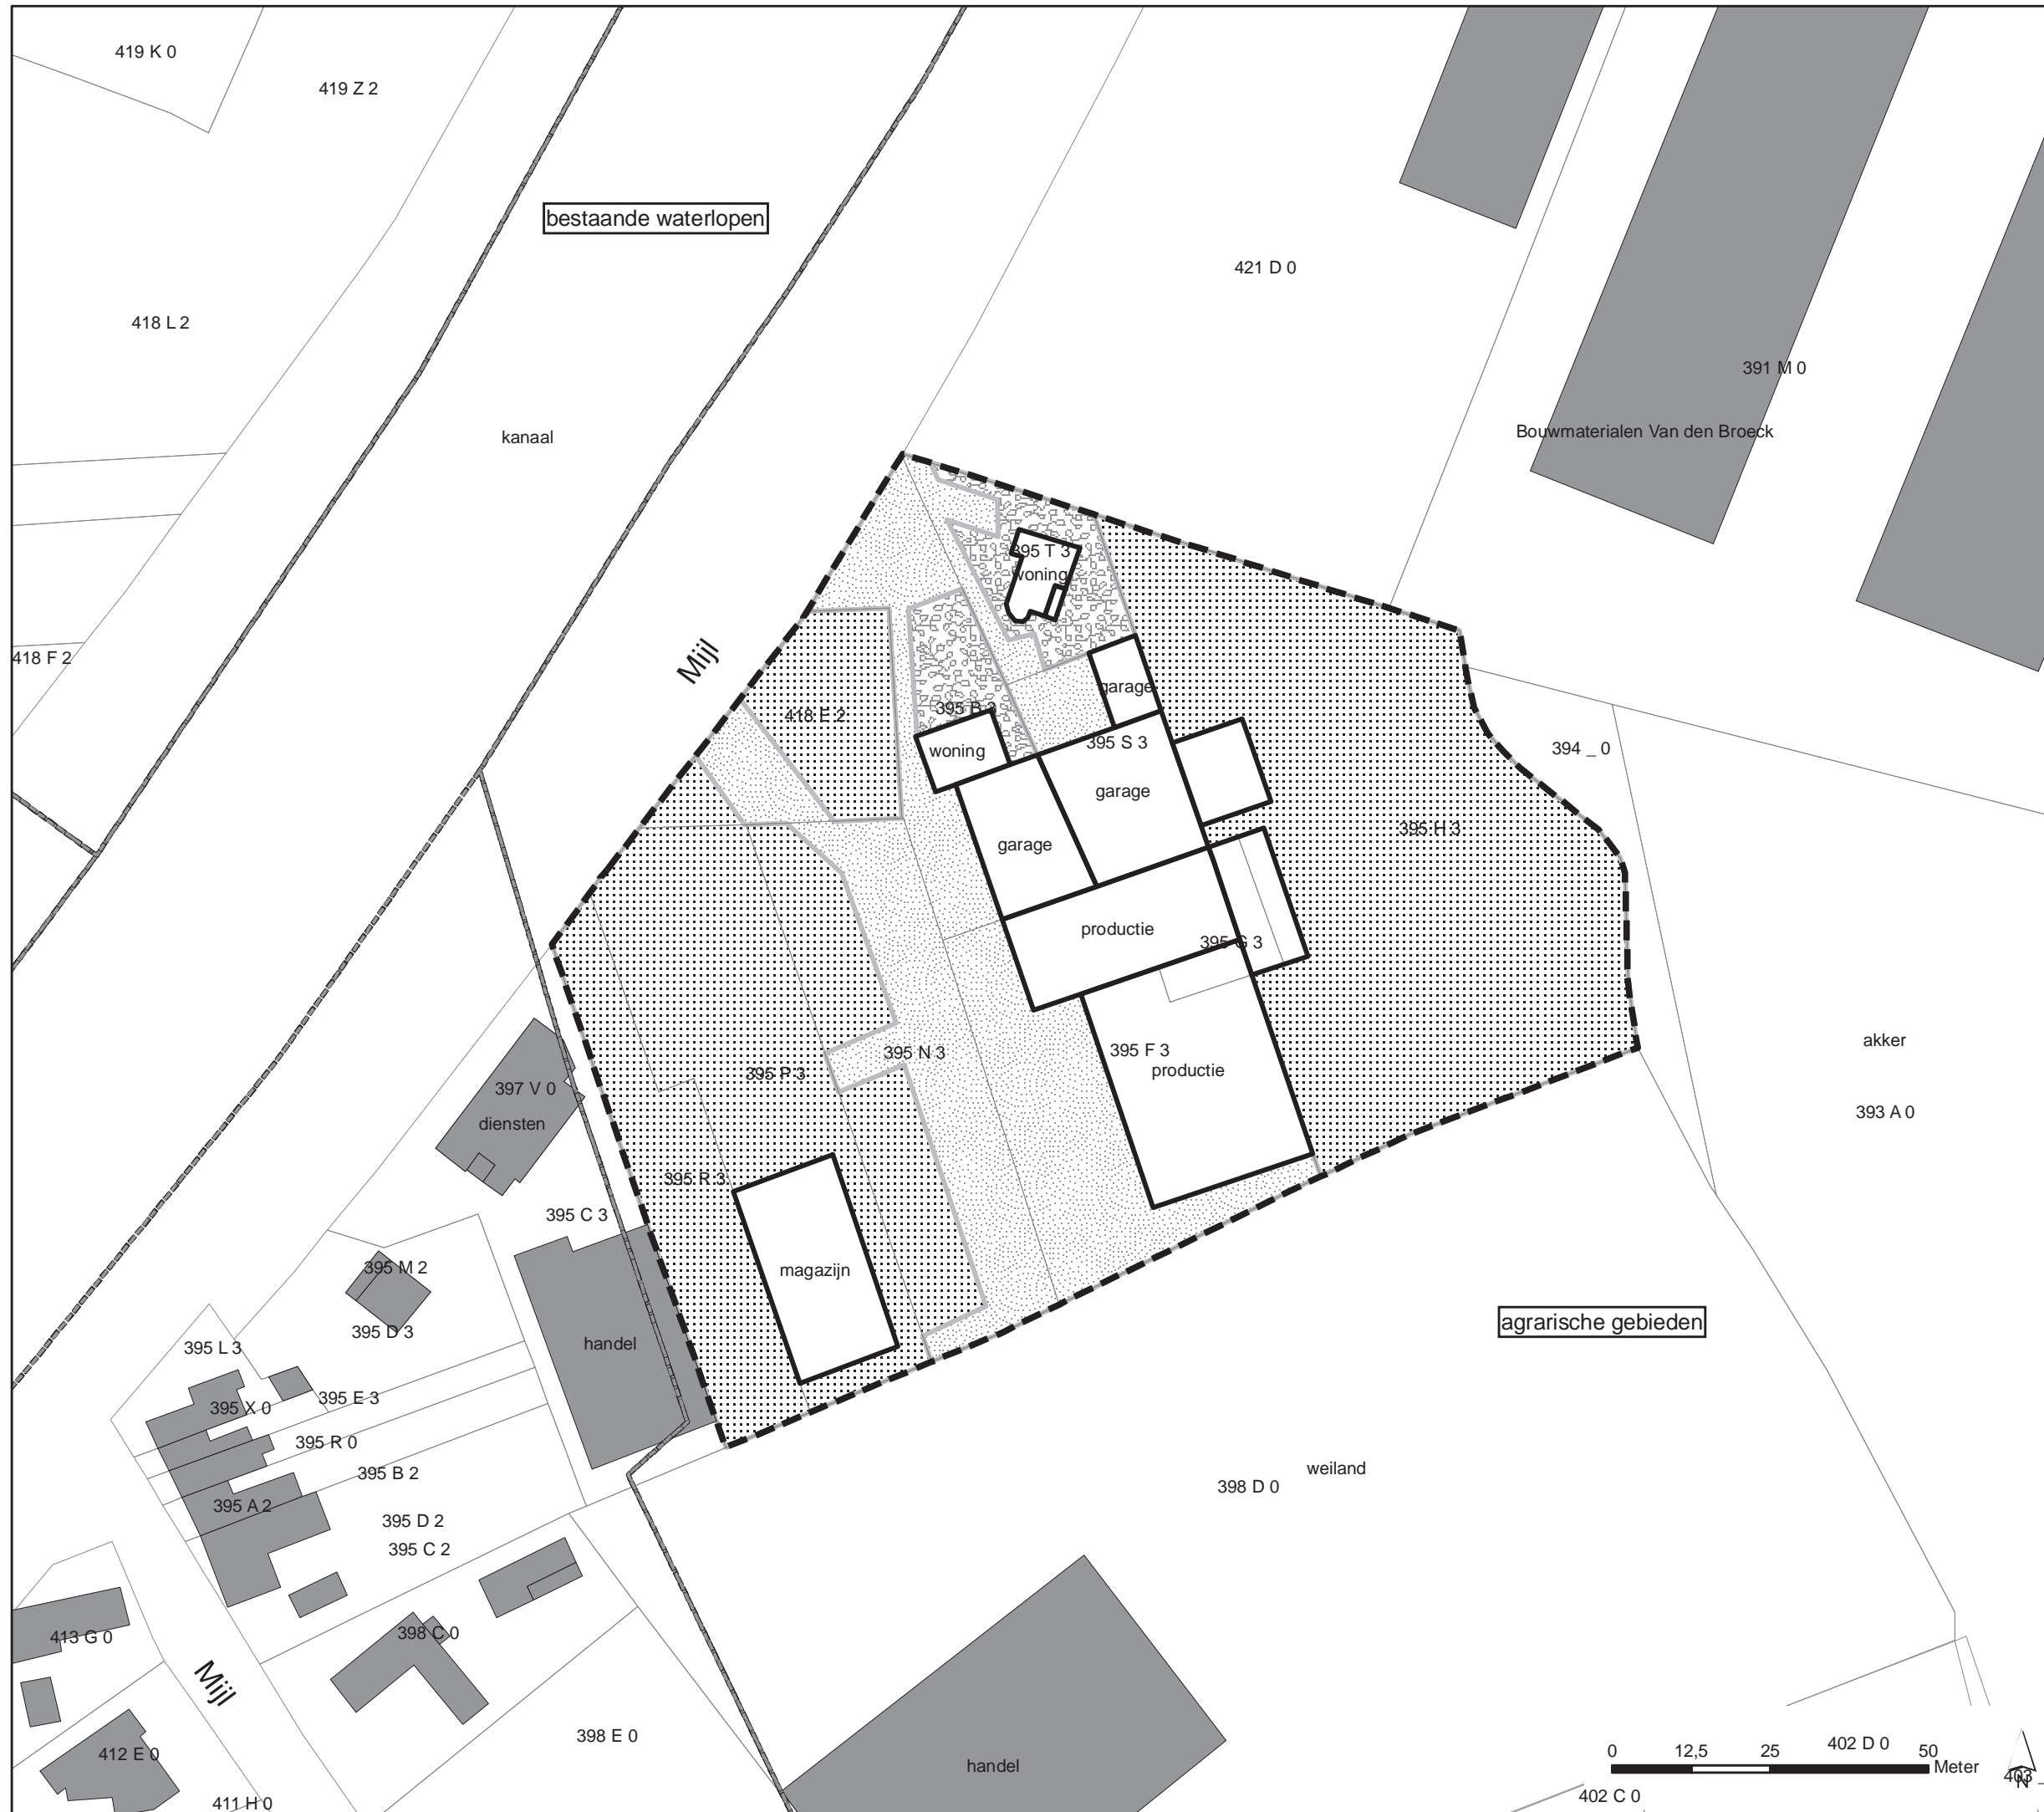 419 K 0
419 Z 2
bestaande waterlopen
421 D 0
418 L 2
391 M 0
Bouwmaterialen Van den Broeck
kanaal
395 T 3
woning
Mijl
418 F 2
garage
395 B 3
418 E 2
395 S 3
woning
394 _ 0
garage
395 H 3
garage
productie
395 G 3
akker
395 N 3
395 F 3
productie
395 P 3
397 V 0
diensten
393 A 0
395 R 3
395 C 3
395 M 2
magazijn
395 D 3
agrarische gebieden
handel
395 L 3
395 E 3
395 X 0
395 R 0
weiland
395 B 2
398 D 0
395 A 2
395 D 2
395 C 2
398 C 0
413 G 0
Mijl
398 E 0
412 E 0
handel
402 D 0
0 12,5 25 50
Meter
N
402 C 0
411 H 0